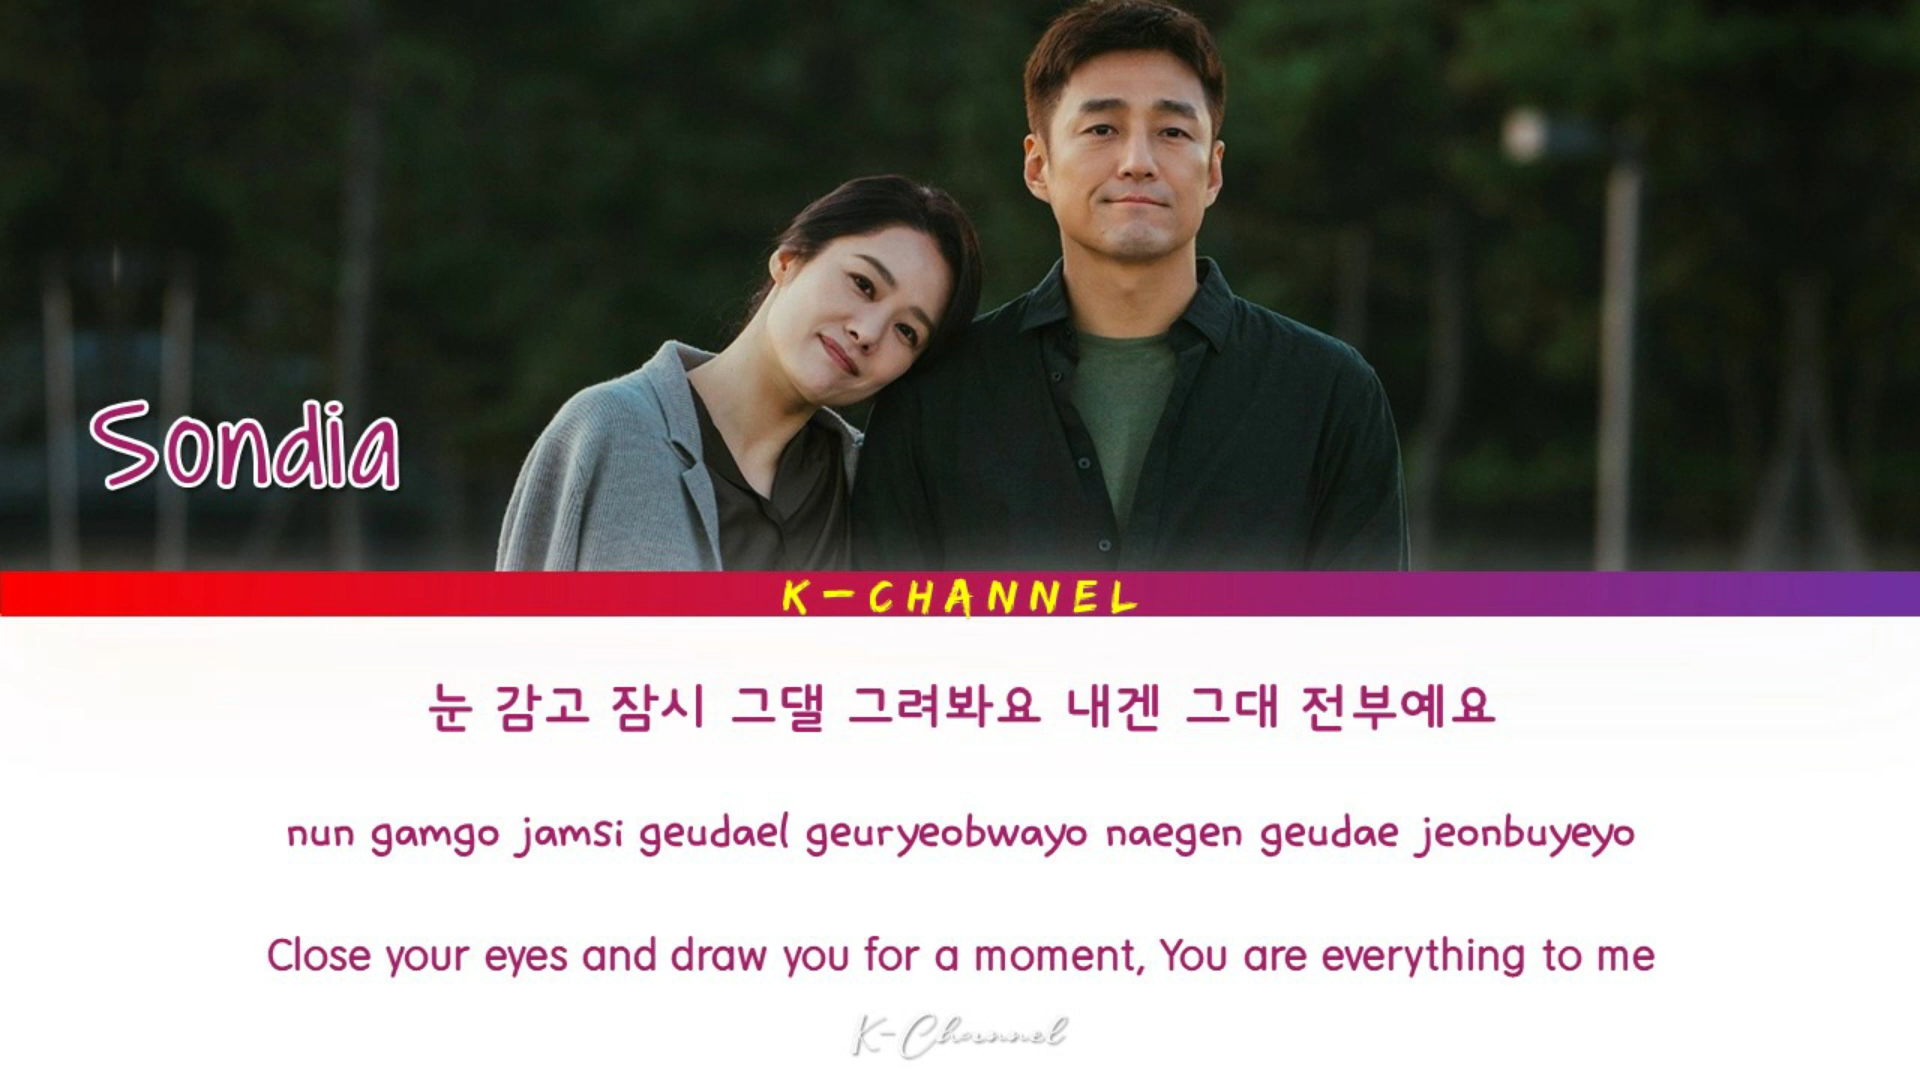 Sondia
K-CHANNEL
눈 감고 잠시 그댈 그려봐요 내겐 그대 전부예요
nun gamgo jamsi geudael geuryeobwayo naegen geudae jeonbuyeyo
Close your eyes and draw you for a moment, You are everything to me
K-Channel